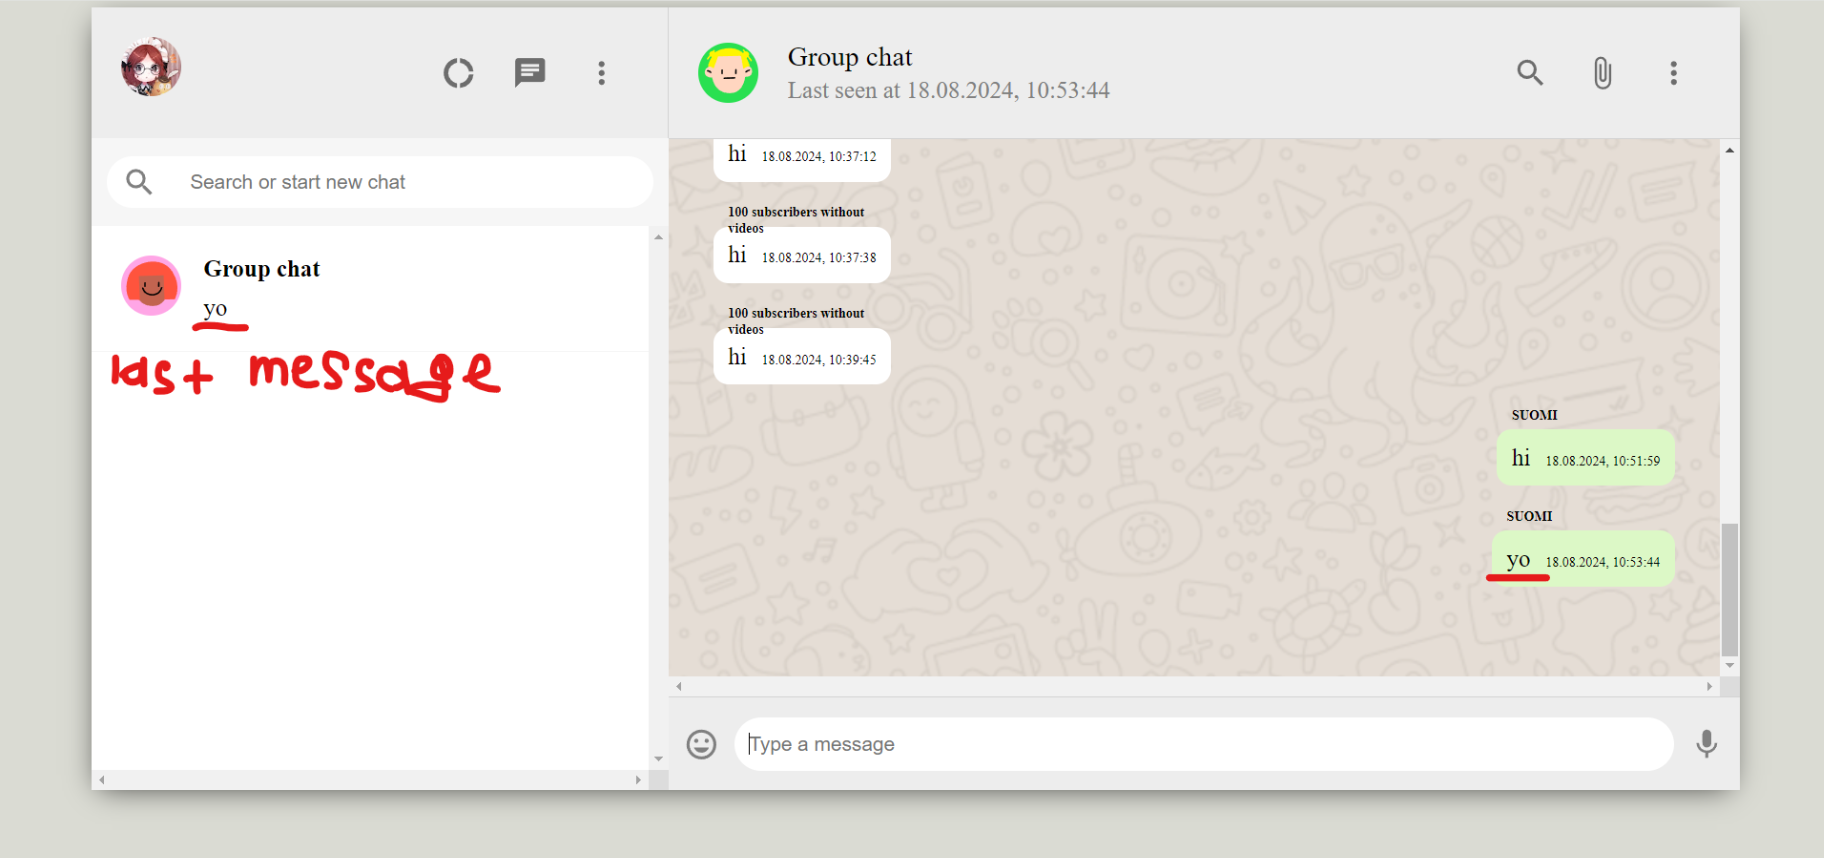 Search or start new chat
Group chat
yo
last message
Group chat
Last seen at 18.08.2024, 10:53:44
hi 18.08.2024, 10:37:12
100 subscribers without
videos
hi 18.08.2024, 10:37:38
100 subscribers without
videos
hi 18.08.2024, 10:39:45
SUOMI
hi 18.08.2024, 10:51:59
SUOMI
yo 18.08.2024, 10:53:44
Type a message